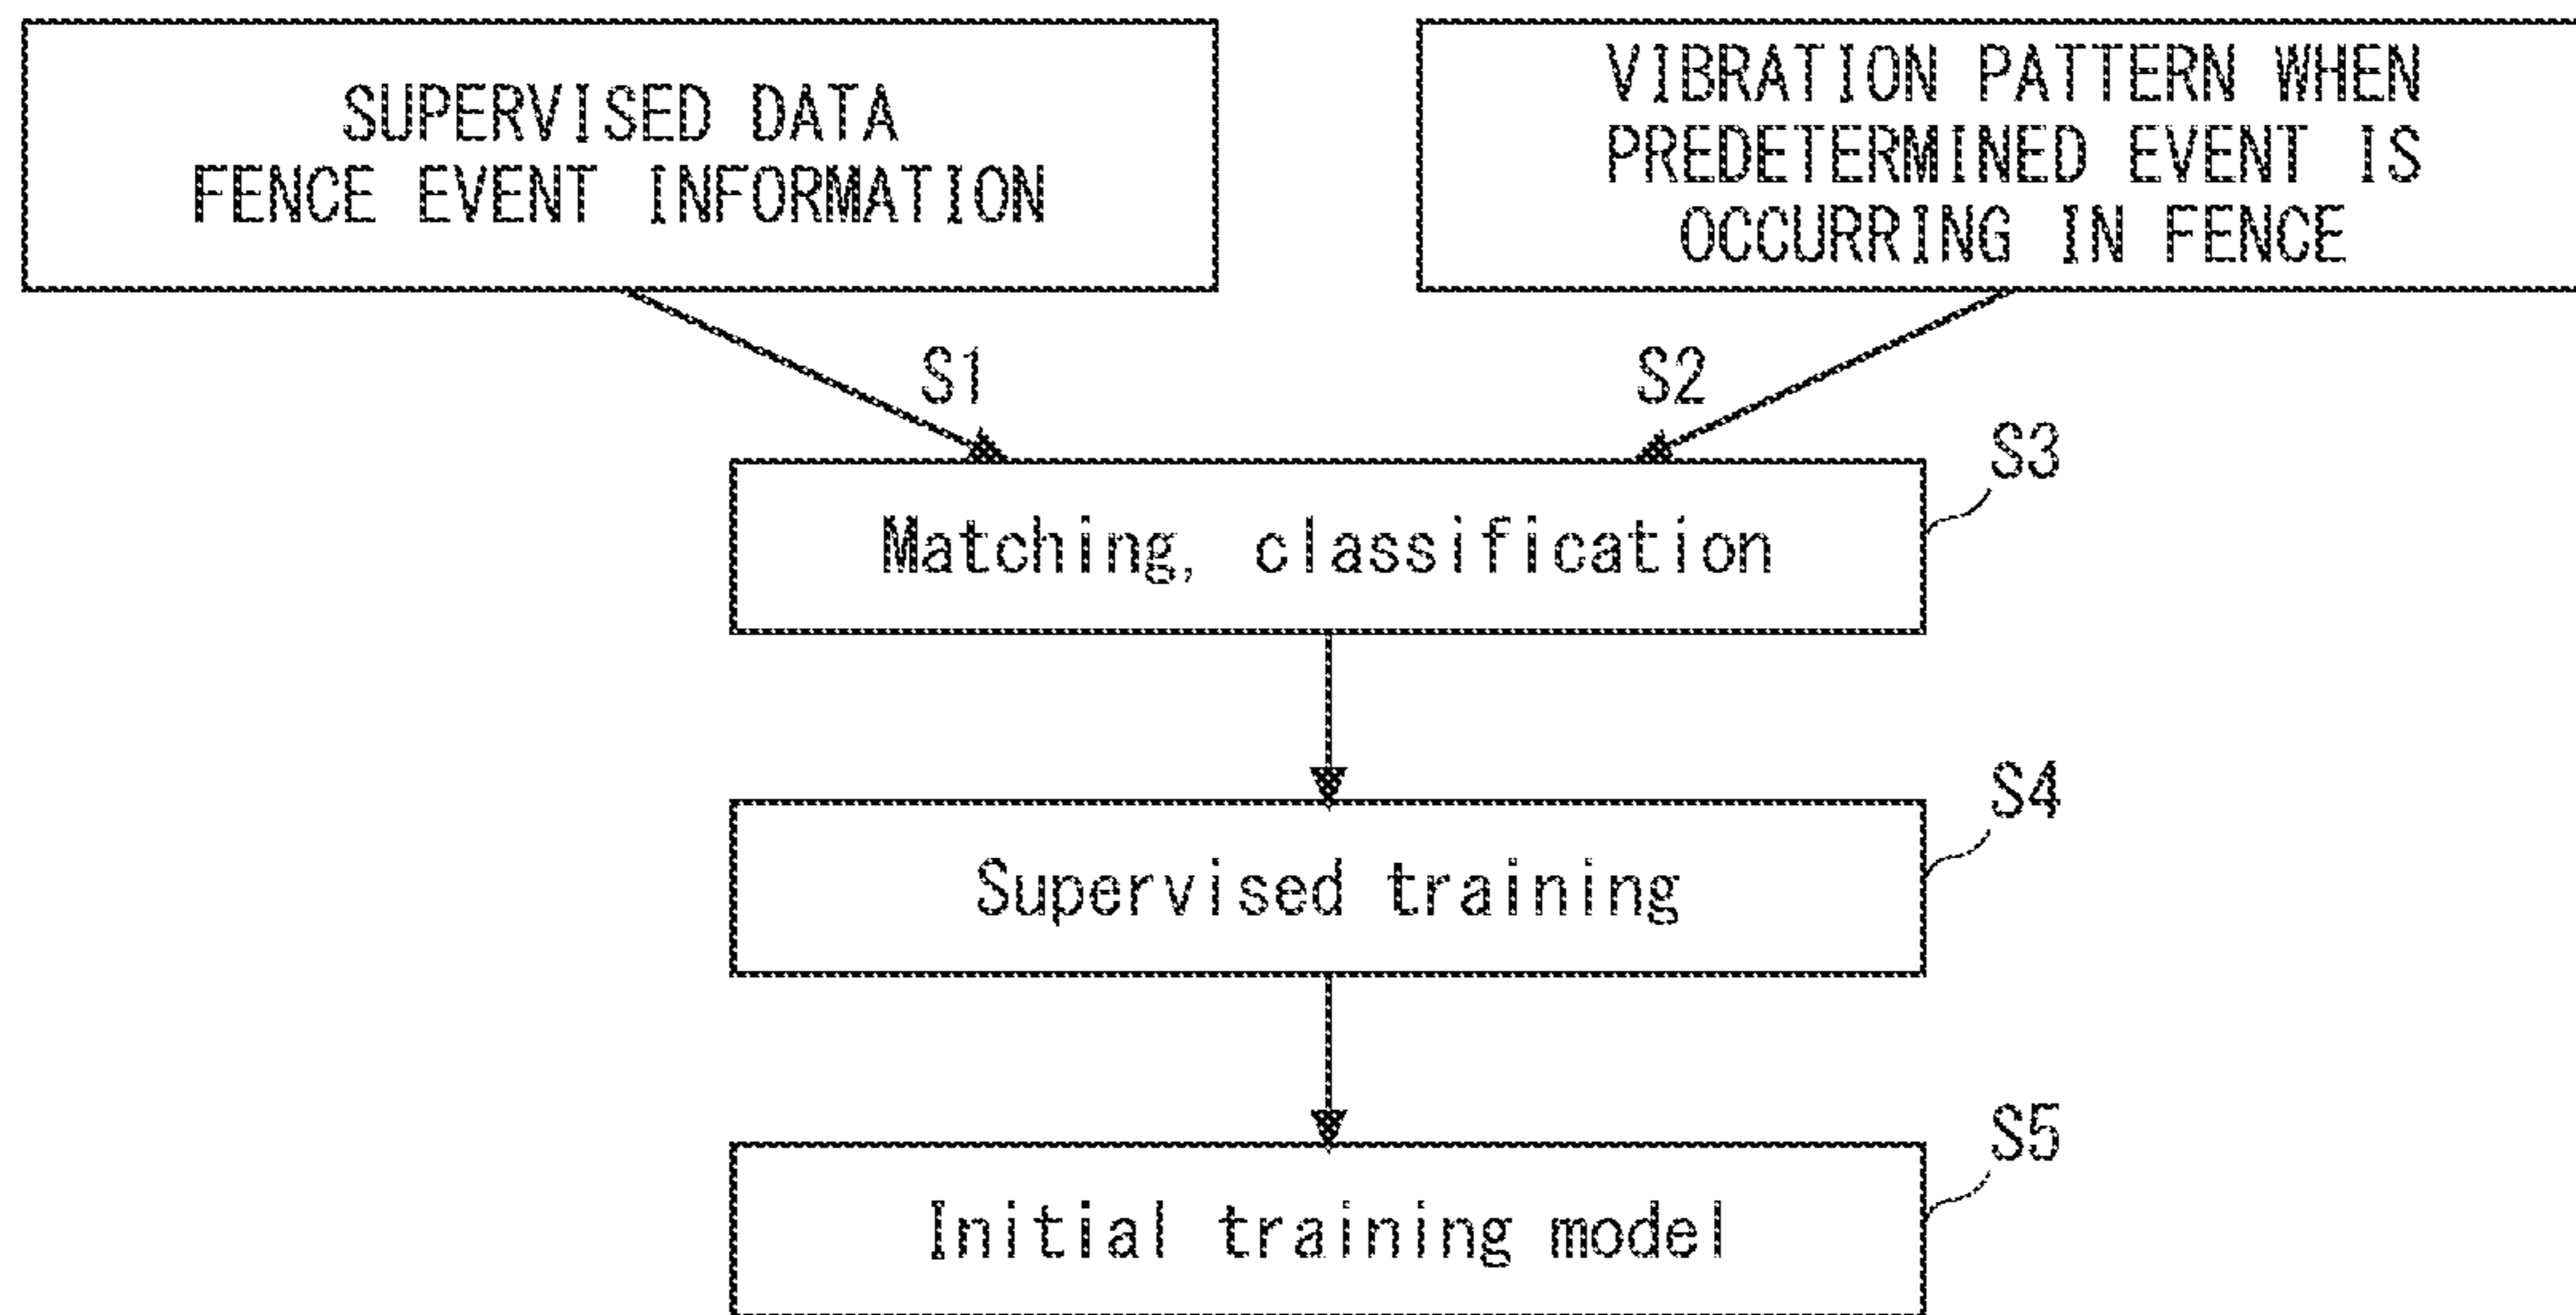 SUPERVISED DATA
FENCE EVENT INFORMATION
VIBRATION PATTERN WHEN
PREDETERMINED EVENT IS
OCCURRING IN FENCE
S1
S2
S3
Matching, classification
S4
Supervised training
S5
Initial training model